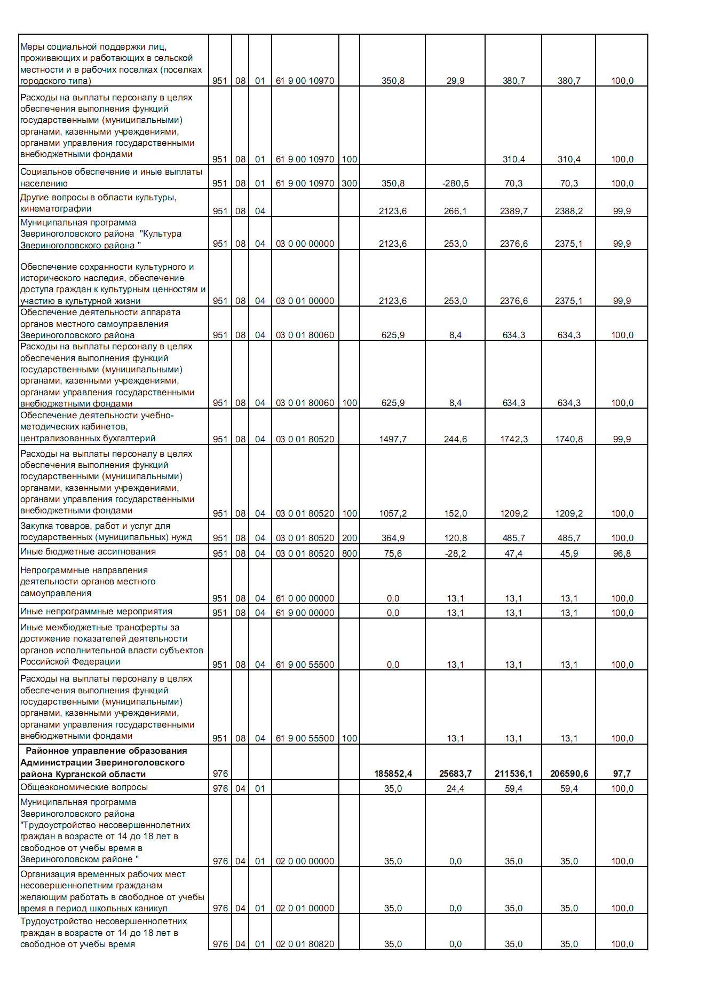 Меры социальной поддержки лиц,
проживающих и работающих в сельской
местности и в рабочих поселках (поселках
городского типа) 951 08 01 61 9 00 10970 350,8 29,9 380,7 380,7 100,0
Расходы на выплаты персоналу в целях
обеспечения выполнения функций
государственными (муниципальными)
органами, казенными учреждениями,
органами управления государственными
внебюджетными фондами 951 08 01 61 9 00 10970 100 310,4 310,4 100,0
Социальное обеспечение и иные выплаты
населению 951 08 01 61 9 00 10970 300 350,8 -280,5 70,3 70,3 100,0
Другие вопросы в области культуры,
кинематографии 951 08 04 2123,6 266,1 2389,7 2388,2 99,9
Муниципальная программа
Звериноголовского района "Культура
Звериноголовского района " 951 08 04 03 0 00 00000 2123,6 253,0 2376,6 2375,1 99,9
Обеспечение сохранности культурного и
исторического наследия, обеспечение
доступа граждан к культурным ценностям и
участию в культурной жизни 951 08 04 03 0 01 00000 2123,6 253,0 2376,6 2375,1 99,9
Обеспечение деятельности аппарата
органов местного самоуправления
Звериноголовского района 951 08 04 03 0 01 80060 625,9 8,4 634,3 634,3 100,0
Расходы на выплаты персоналу в целях
обеспечения выполнения функций
государственными (муниципальными)
органами, казенными учреждениями,
органами управления государственными
внебюджетными фондами 951 08 04 03 0 01 80060 100 625,9 8,4 634,3 634,3 100,0
Обеспечение деятельности учебно-
методических кабинетов,
централизованных бухгалтерий 951 08 04 03 0 01 80520 1497,7 244,6 1742,3 1740,8 99,9
Расходы на выплаты персоналу в целях
обеспечения выполнения функций
государственными (муниципальными)
органами, казенными учреждениями,
органами управления государственными
внебюджетными фондами 951 08 04 03 0 01 80520 100 1057,2 152,0 1209,2 1209,2 100,0
Закупка товаров, работ и услуг для
государственных (муниципальных) нужд 951 08 04 03 0 01 80520 200 364,9 120,8 485,7 485,7 100,0
Иные бюджетные ассигнования 951 08 04 03 0 01 80520 800 75,6 -28,2 47,4 45,9 96,8
Непрограммные направления
деятельности органов местного
самоуправления 951 08 04 61 0 00 00000 0,0 13,1 13,1 13,1 100,0
Иные непрограммные мероприятия 951 08 04 61 9 00 00000 0,0 13,1 13,1 13,1 100,0
Иные межбюджетные трансферты за
достижение показателей деятельности
органов исполнительной власти субъектов
Российской Федерации 951 08 04 61 9 00 55500 0,0 13,1 13,1 13,1 100,0
Расходы на выплаты персоналу в целях
обеспечения выполнения функций
государственными (муниципальными)
органами, казенными учреждениями,
органами управления государственными
внебюджетными фондами 951 08 04 61 9 00 55500 100 13,1 13,1 13,1 100,0
Районное управление образования
Администрации Звериноголовского
района Курганской области 976 185852,4 25683,7 211536,1 206590,6 97,7
Общеэкономические вопросы 976 04 01 35,0 24,4 59,4 59,4 100,0
Муниципальная программа
Звериноголовского района
"Трудоустройство несовершеннолетних
граждан в возрасте от 14 до 18 лет в
свободное от учебы время в
Звериноголовском районе " 976 04 01 02 0 00 00000 35,0 0,0 35,0 35,0 100,0
Организация временных рабочих мест
несовершеннолетним гражданам
желающим работать в свободное от учебы
время в период школьных каникул 976 04 01 02 0 01 00000 35,0 0,0 35,0 35,0 100,0
Трудоустройство несовершеннолетних
граждан в возрасте от 14 до 18 лет в
свободное от учебы время 976 04 01 02 0 01 80820 35,0 0,0 35,0 35,0 100,0